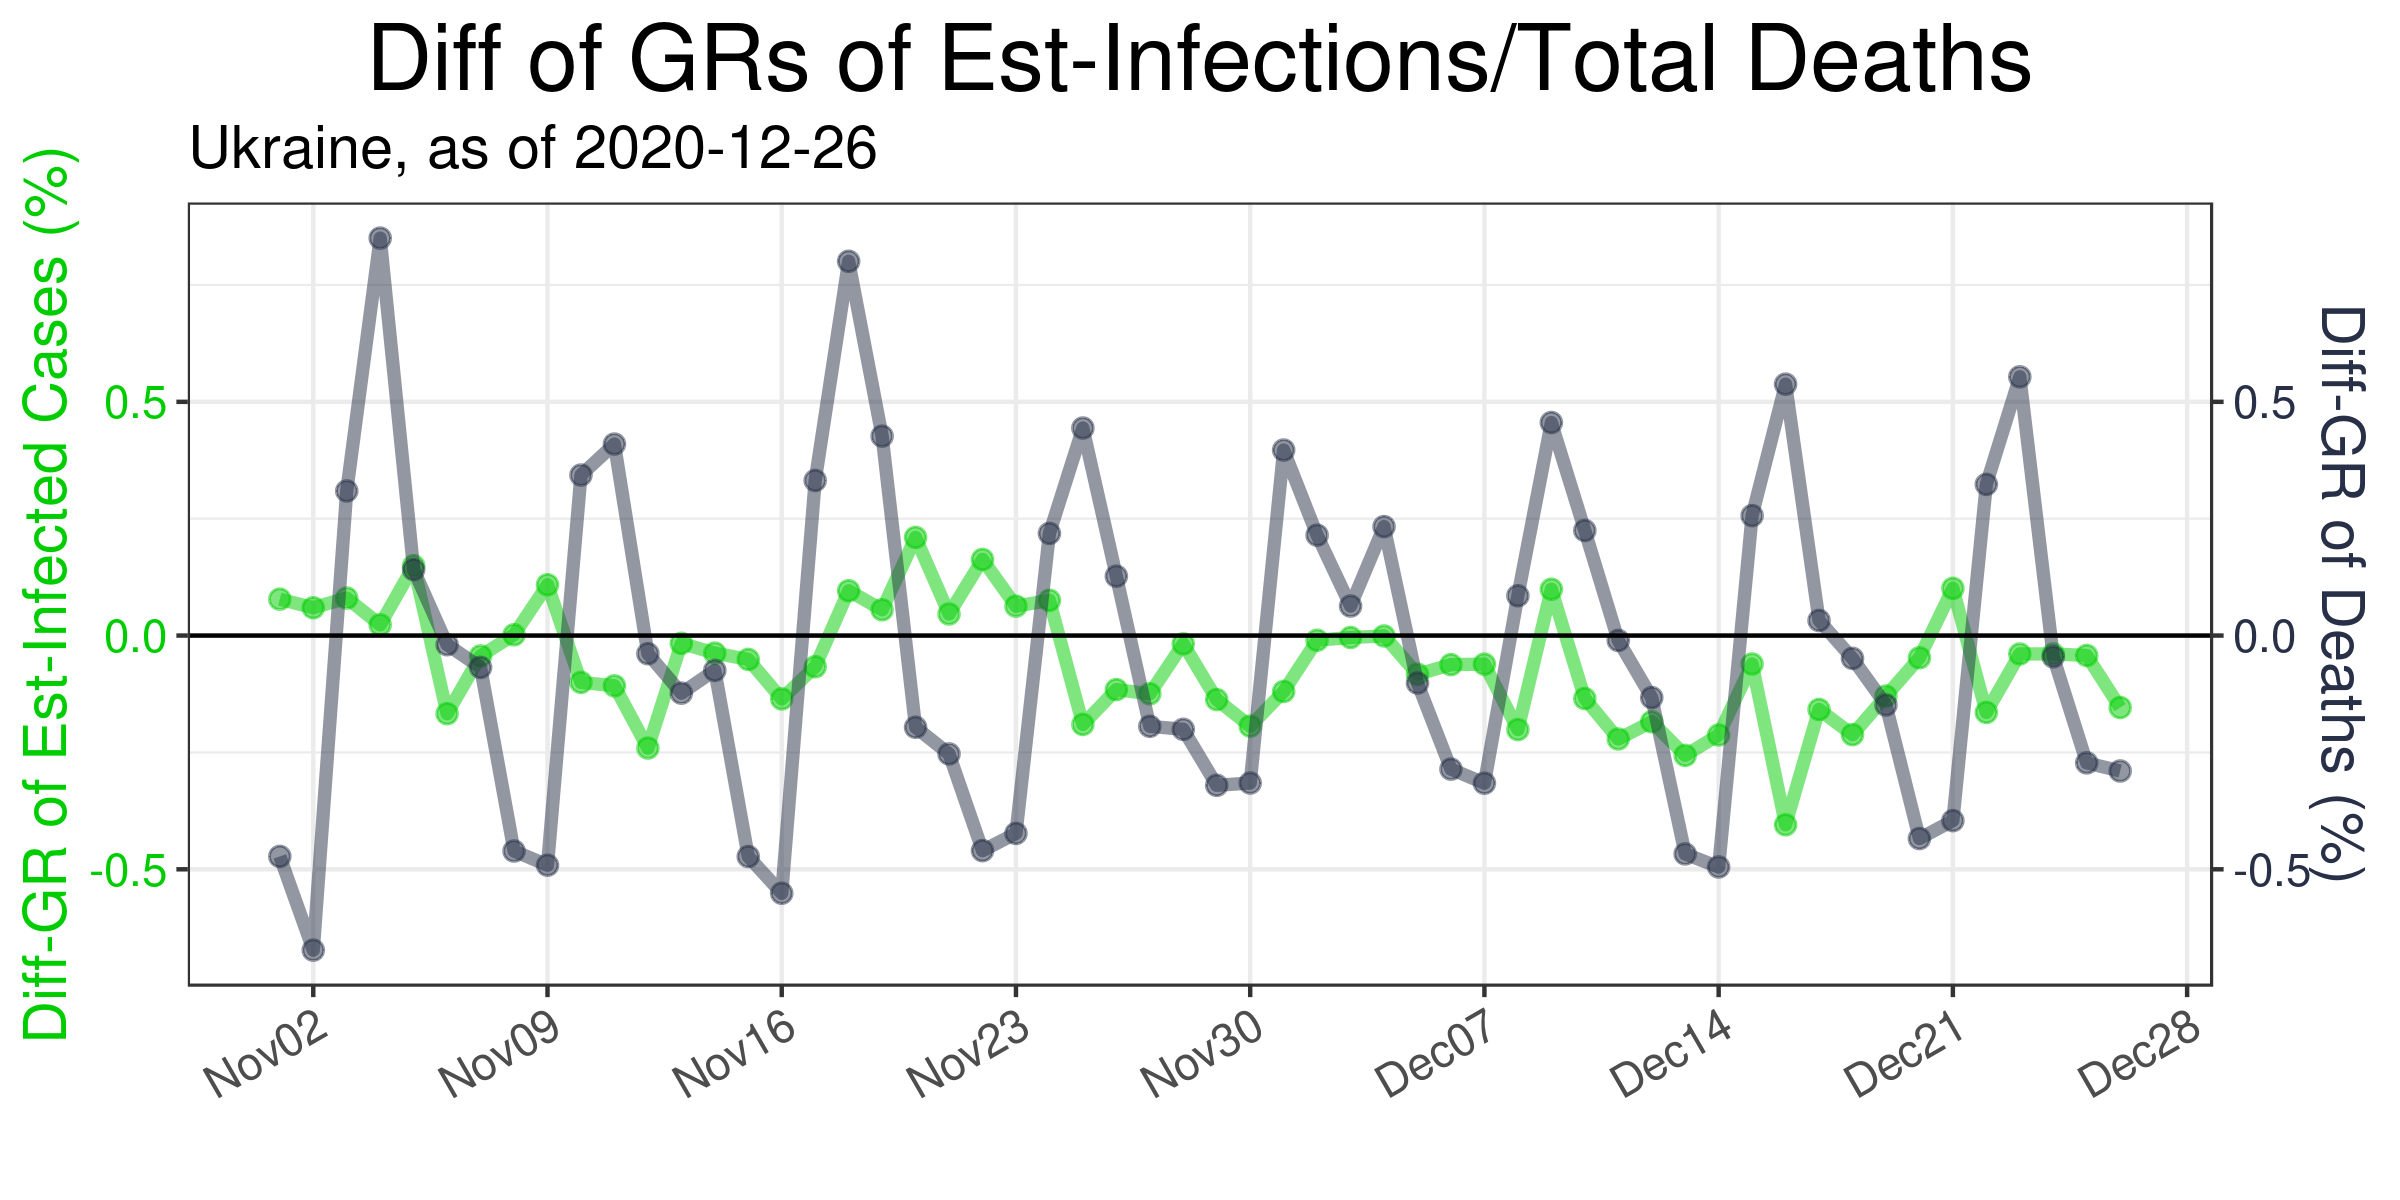 Diff of GRs of Est-Infections/Total Deaths
Ukraine, as of 2020-12-26
Diff-GR of Est-Infected Cases (%)
0.5
0.0
-0.5
0.5
0.0
-0.5
Diff-GR of Deaths (%)
Nov02
Nov09
Nov16
Nov23
Nov30
Dec07
Dec14
Dec21
Dec28